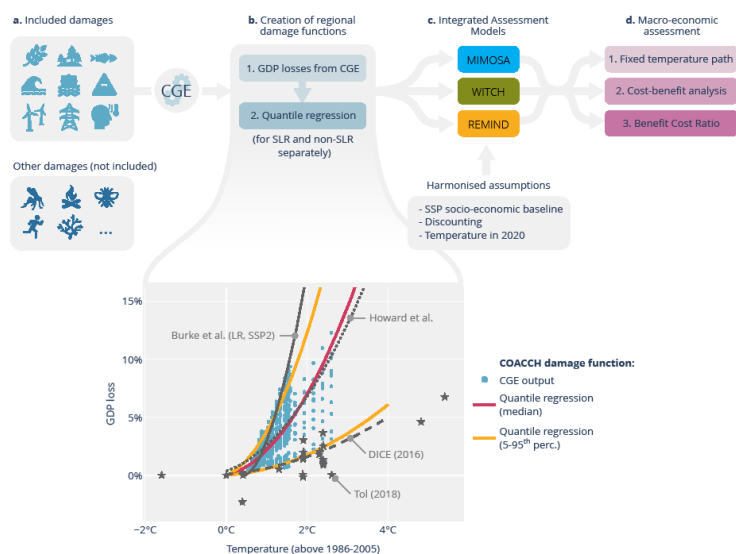 a. Included damages
b. Creation of regional
damage functions
c. Integrated Assessment
Models
d. Macro-economic
assessment
CGE
1. GDP losses from CGE
2. Quantile regression
(for SLR and non-SLR
separately)
MIMOSA
WITCH
REMIND
1. Fixed temperature path
2. Cost-benefit analysis
3. Benefit Cost Ratio
Other damages (not included)
...
Harmonised assumptions
- SSP socio-economic baseline
- Discounting
- Temperature in 2020
15%
10%
5%
0%
GDP loss
Burke et al. (LR, SSP2)
Howard et al.
DICE (2016)
Tol (2018)
−2°C
0°C
2°C
4°C
Temperature (above 1986-2005)
COACCH damage function:
CGE output
Quantile regression
(median)
Quantile regression
(5-95th perc.)